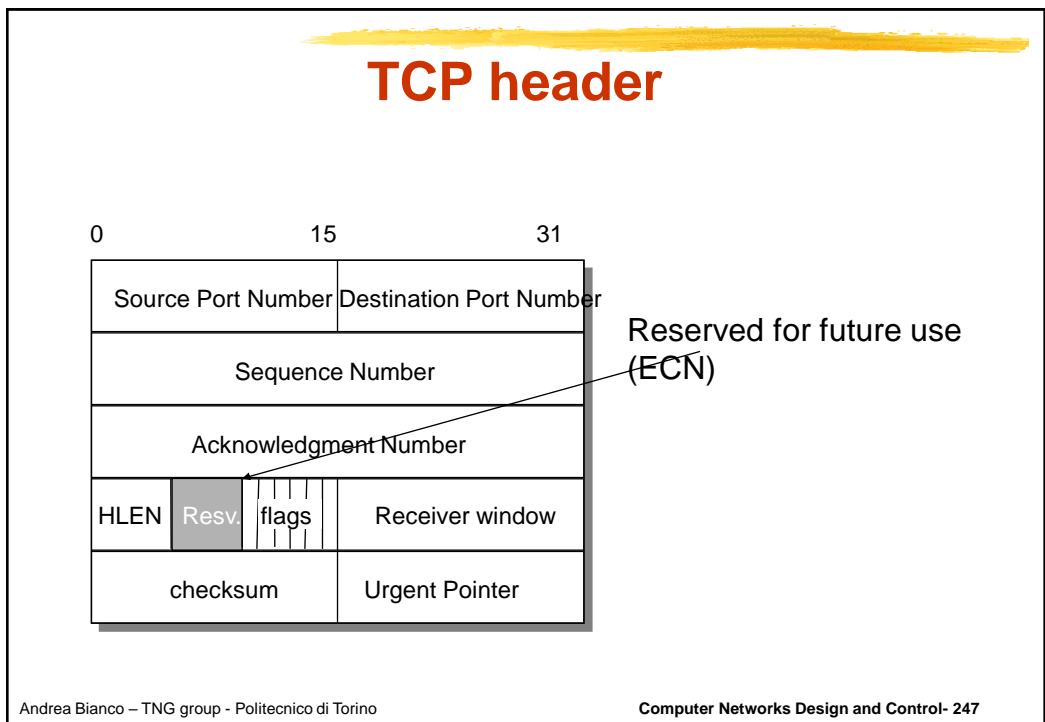 TCP header
0 15 31
Source Port Number Destination Port Number
Sequence Number
Reserved for future use
(ECN)
Acknowledgment Number
HLEN Resv. flags Receiver window
checksum Urgent Pointer
Andrea Bianco – TNG group - Politecnico di Torino Computer Networks Design and Control- 247